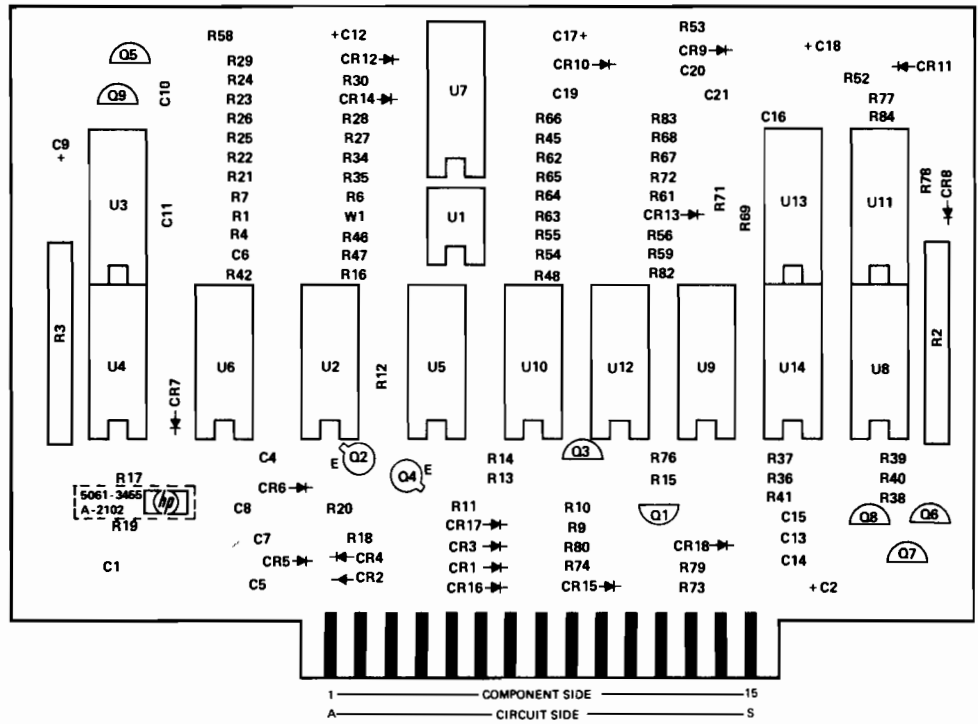 R58 +C12 C17+ R53
Q5 R29 CR12 CR10 CR9 +C18
R24 R30 C20 CR11
Q9 C10 R23 CR14 U7 C19 C21 R52
R77
R26 R28 R66 R83 C16 R84
C9 R25 R27 R45 R68
+ R22 R34 R62 R67
R21 R35 R65 R72 R78 CR8
R7 R6 R64 R61 R71
U3 C11 R1 W1 U1 R63 CR13 R69 U13 U11
R4 R46 R55 R56
C6 R47 R54 R59
R42 R16 R48 R82
R3 U4 U6 U2 R12 U5 U10 U12 U9 U14 U8 R2
CR7
C4 E Q2 Q4 E R14 Q3 R76 R37 R39
R17 CR6 R13 R15 R36 R40
5061-3455 hp R41 R38
A-2102 C8 R20 R11 R10 Q1 C15 Q8 Q6
R19 CR17 R9
C7 R18 CR3 R80 CR18 C13 Q7
C1 CR5 CR4 CR1 R74 R79 C14
C5 CR2 CR16 CR15 R73 +C2
1 COMPONENT SIDE 15
A CIRCUIT SIDE S